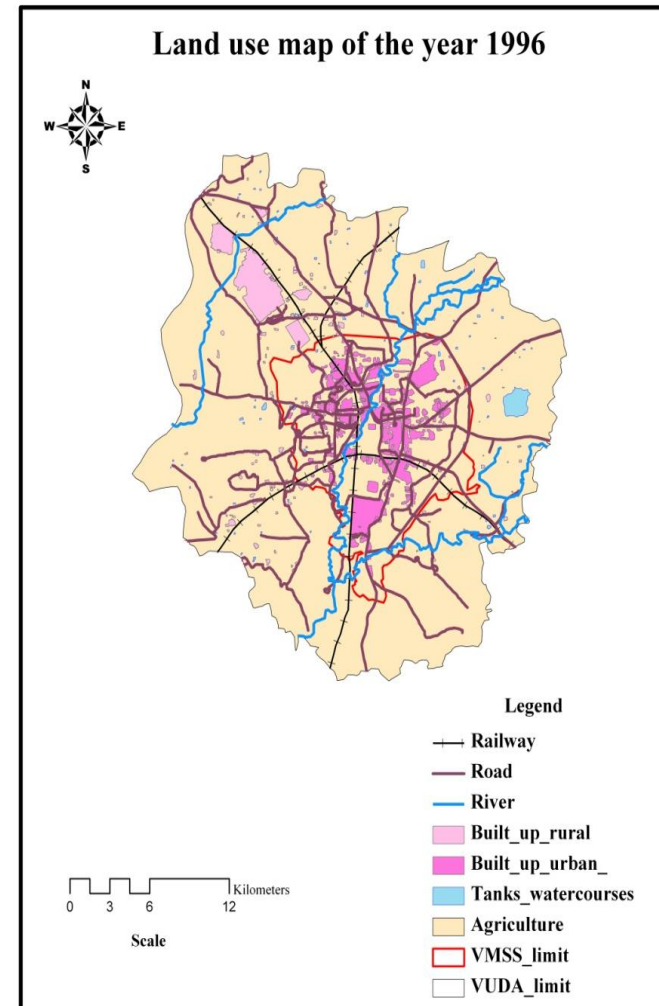 Land use map of the year 1996
N
W E
S
Legend
Railway
Road
River
Built_up_rural
Built_up_urban_
Tanks_watercourses
Agriculture
VMSS_limit
VUDA_limit
Kilometers
0 3 6 12
Scale